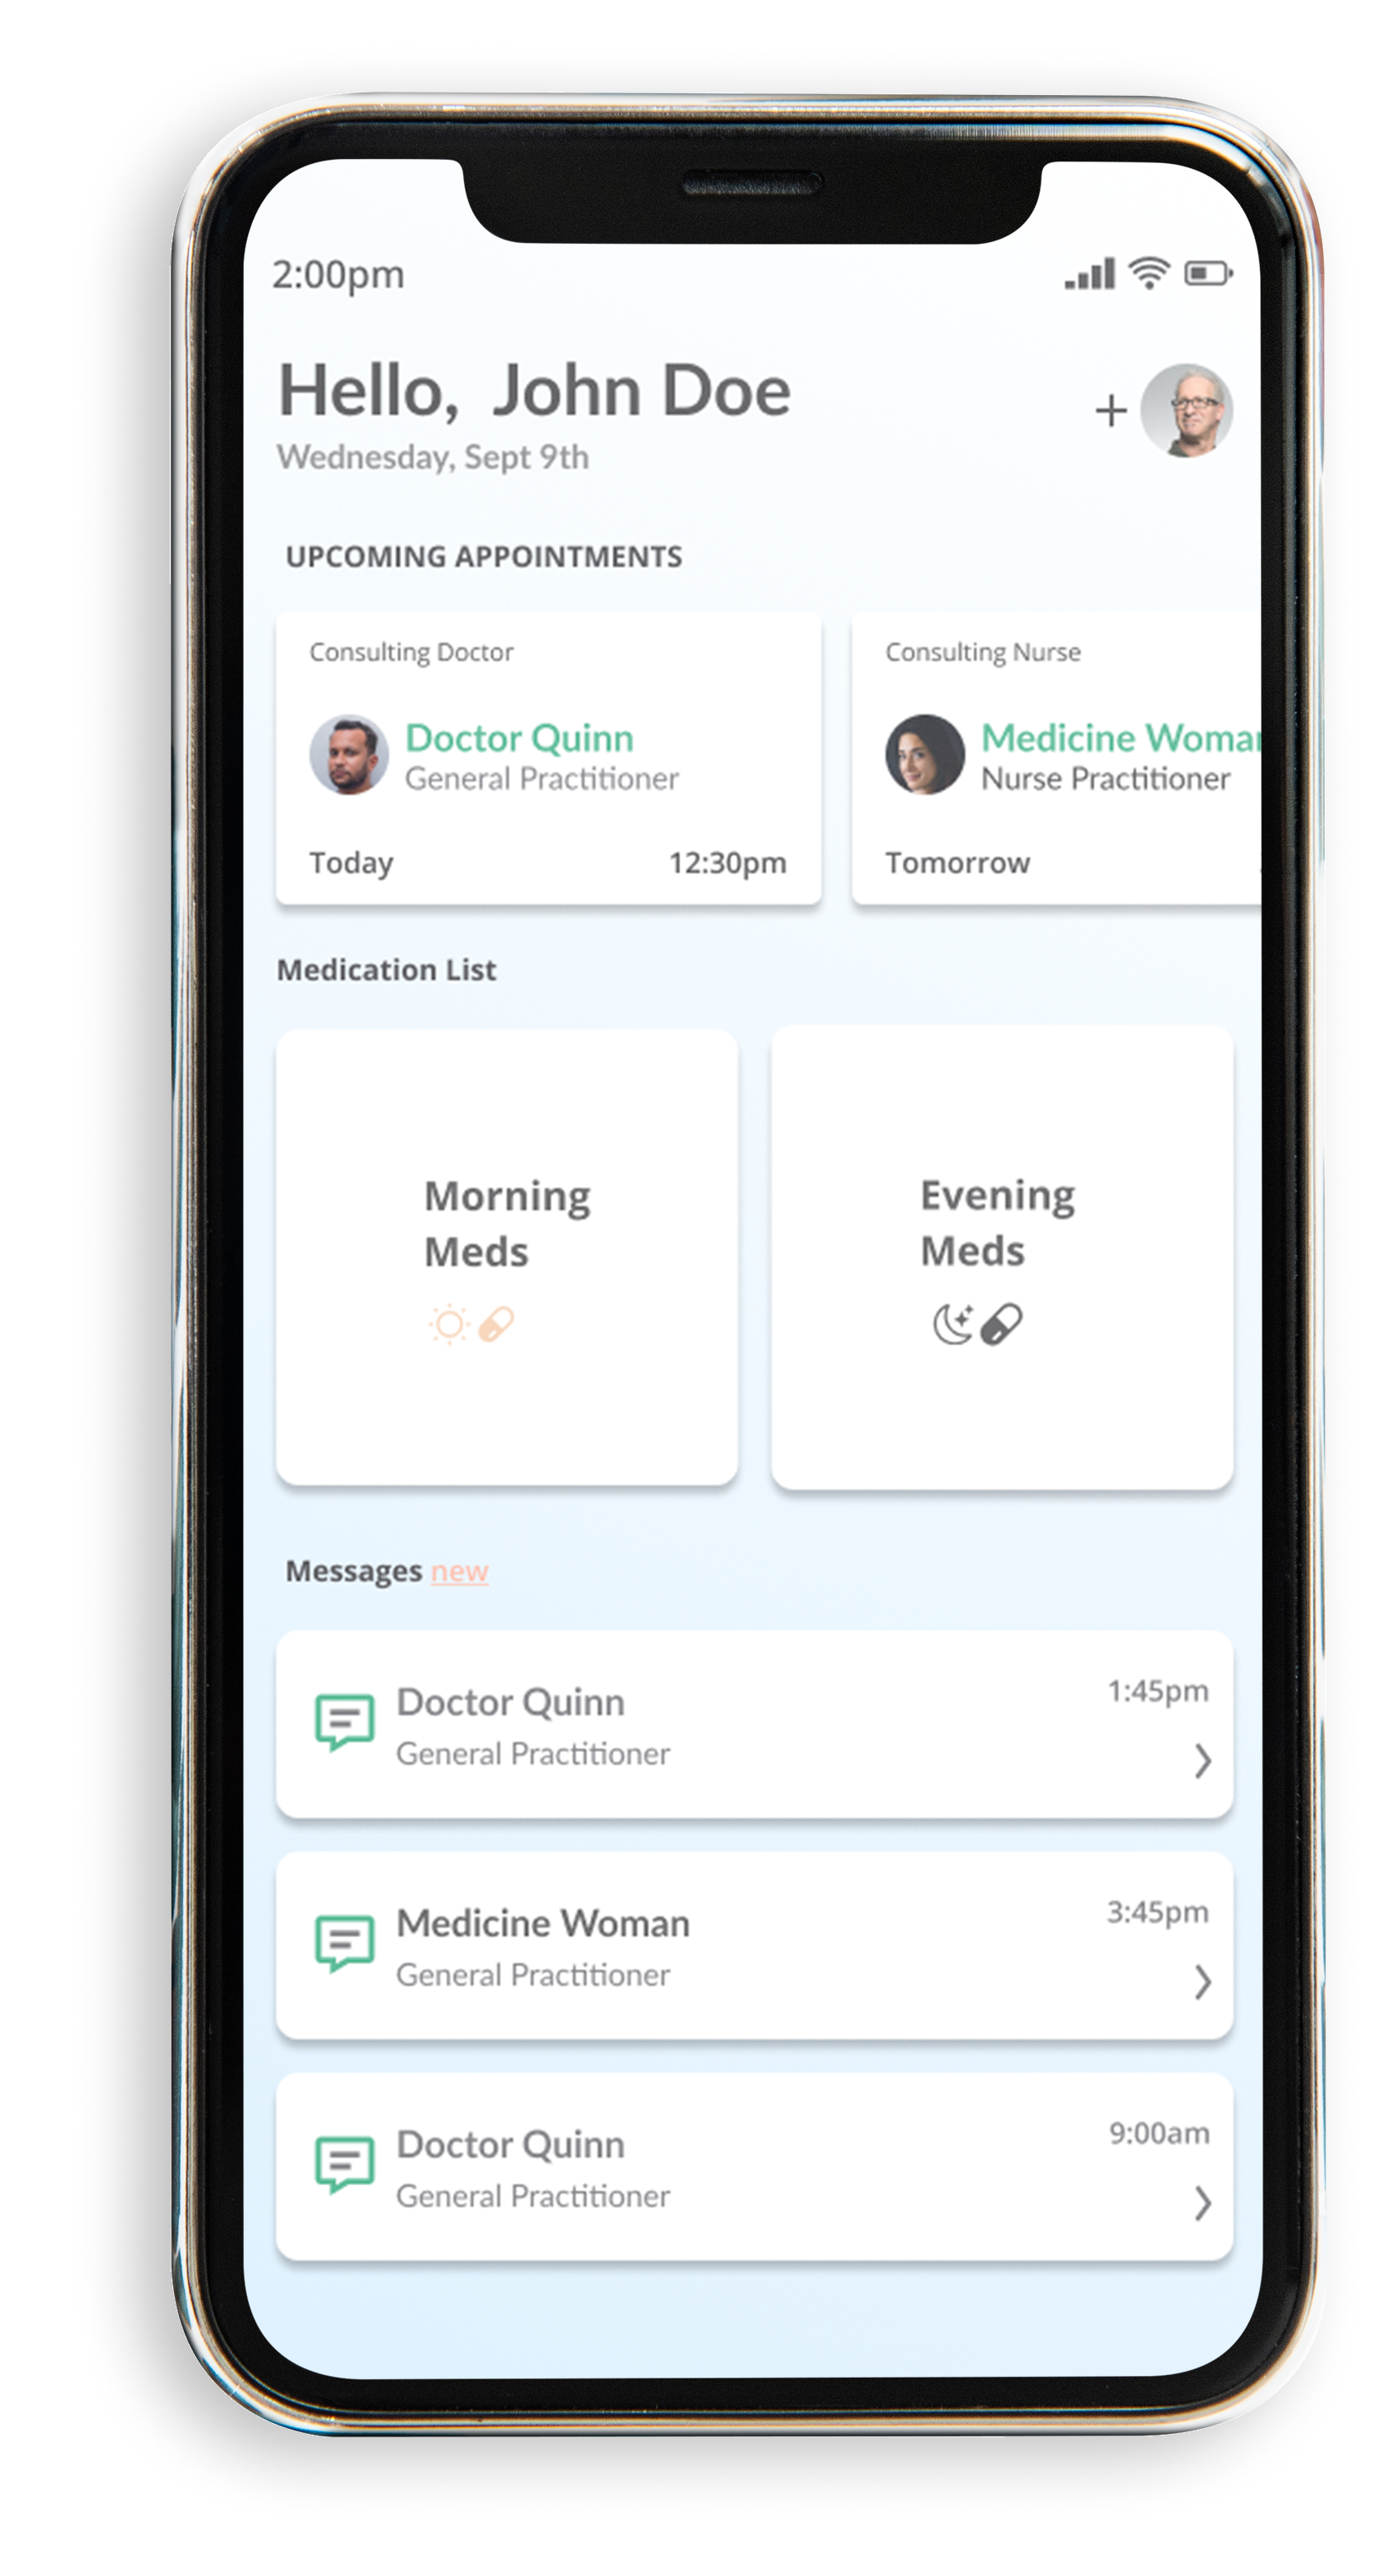 2:00pm
Hello, John Doe
Wednesday, Sept 9th
UPCOMING APPOINTMENTS
Consulting Doctor
Doctor Quinn
General Practitioner
Today 12:30pm
Consulting Nurse
Medicine Woman
Nurse Practitioner
Tomorrow
Medication List
Morning
Meds
Evening
Meds
Messages new
Doctor Quinn
General Practitioner
1:45pm
Medicine Woman
General Practitioner
3:45pm
Doctor Quinn
General Practitioner
9:00am